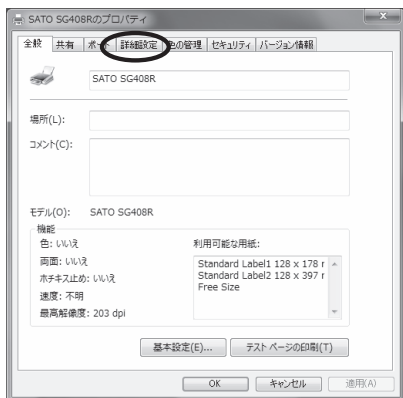 SATO SG408Rのプロパティ
全般 共有 ポート 詳細設定 色の管理 セキュリティ バージョン情報
SATO SG408R
場所(L):
コメント(C):
モデル(O): SATO SG408R
機能
色: いいえ
両面: いいえ
ホチキス止め: いいえ
速度: 不明
最高解像度: 203 dpi
利用可能な用紙:
Standard Label1 128 x 178 r
Standard Label2 128 x 397 r
Free Size
基本設定(E)... テスト ページの印刷(T)
OK キャンセル 適用(A)